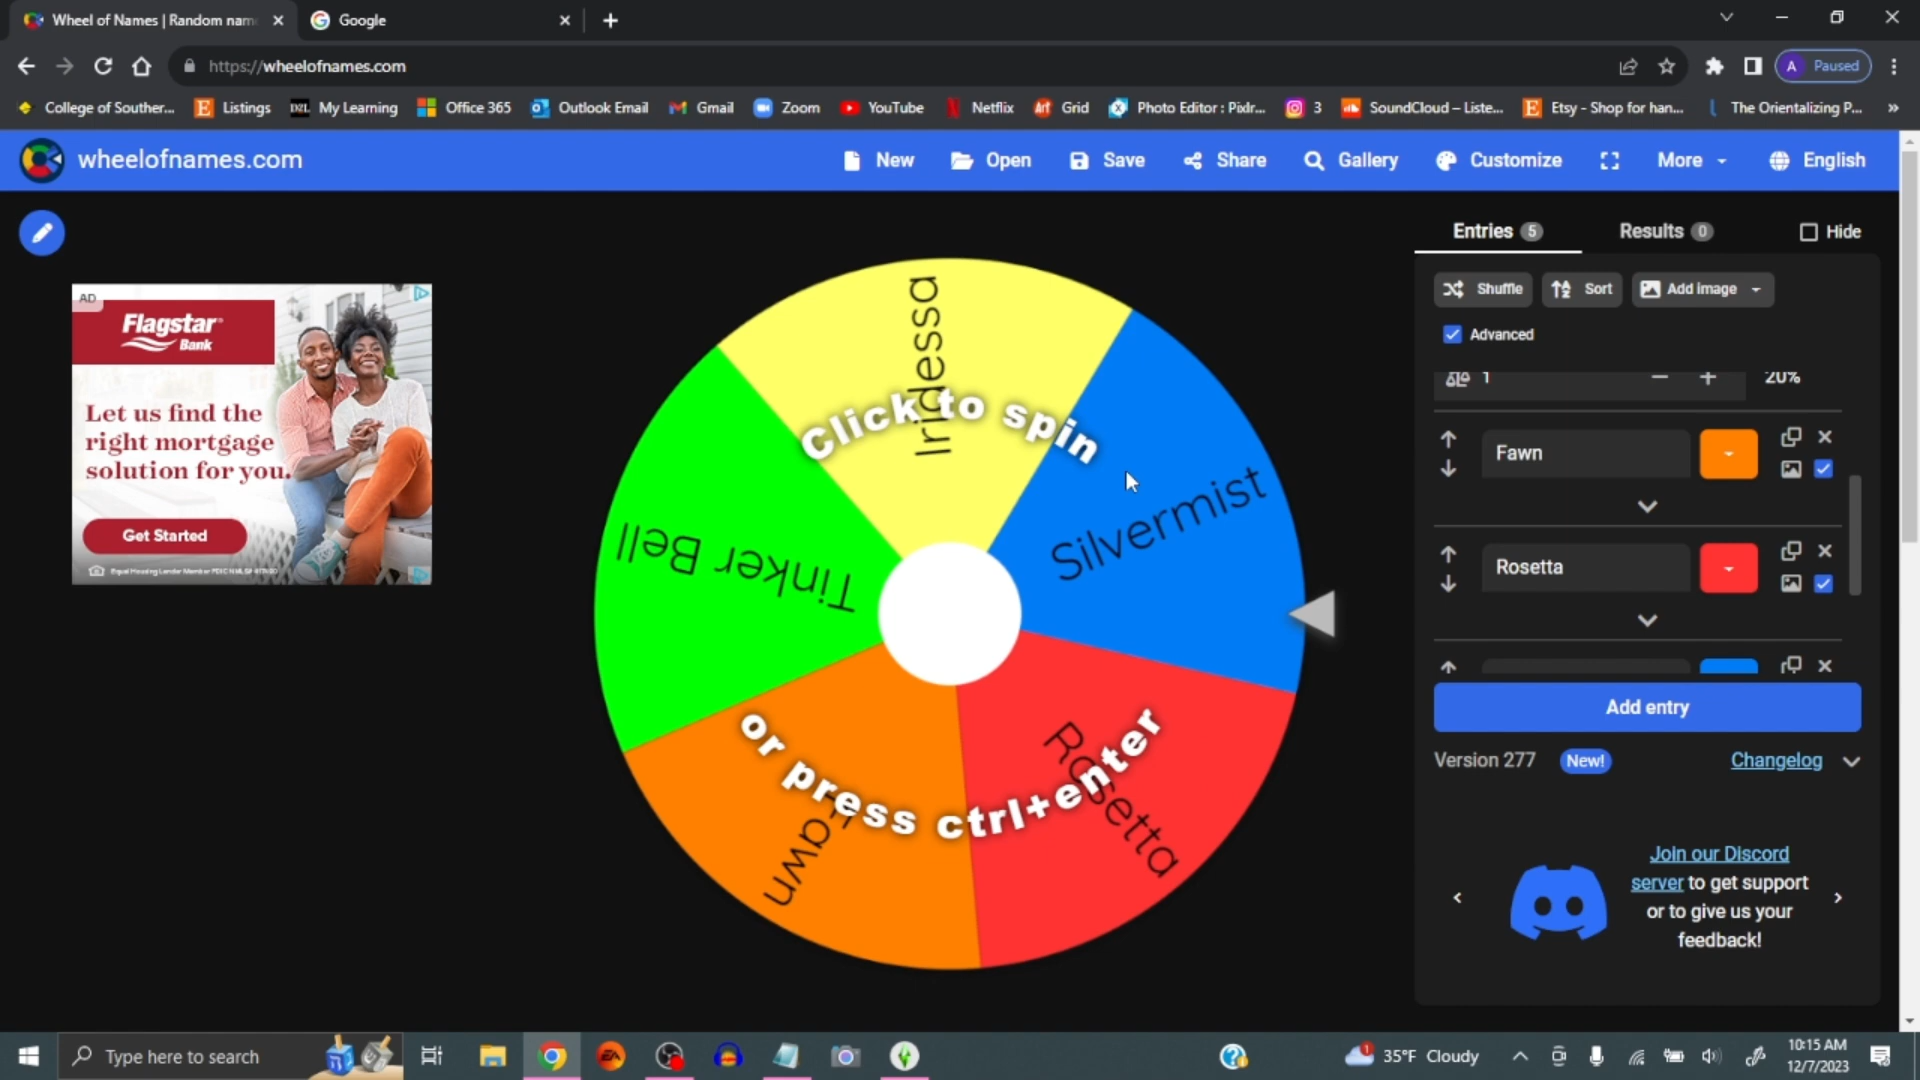 Wheel of Names | Random nam
Google
https://wheelofnames.com
A Paused
College of Souther...
Listings
D2L My Learning
Office 365
Outlook Email
Gmail
Zoom
YouTube
Netflix
Art Grid
Photo Editor : Pixlr...
3
SoundCloud – Liste...
Etsy - Shop for han...
The Orientalizing P...
»
wheelofnames.com
New
Open
Save
Share
Gallery
Customize
More
English
Entries 5
Results 0
Hide
Shuffle
Sort
Add image
Advanced
1
20%
Fawn
Rosetta
Add entry
Version 277
New!
Changelog
Join our Discord
server to get support
or to give us your
feedback!
AD
Flagstar
Bank
Let us find the
right mortgage
solution for you.
Get Started
Iridessa
Silvermist
Tinker Bell
Fawn
Rosetta
Click to spin
or press ctrl+enter
Type here to search
EA
1
35°F Cloudy
10:15 AM
12/7/2023